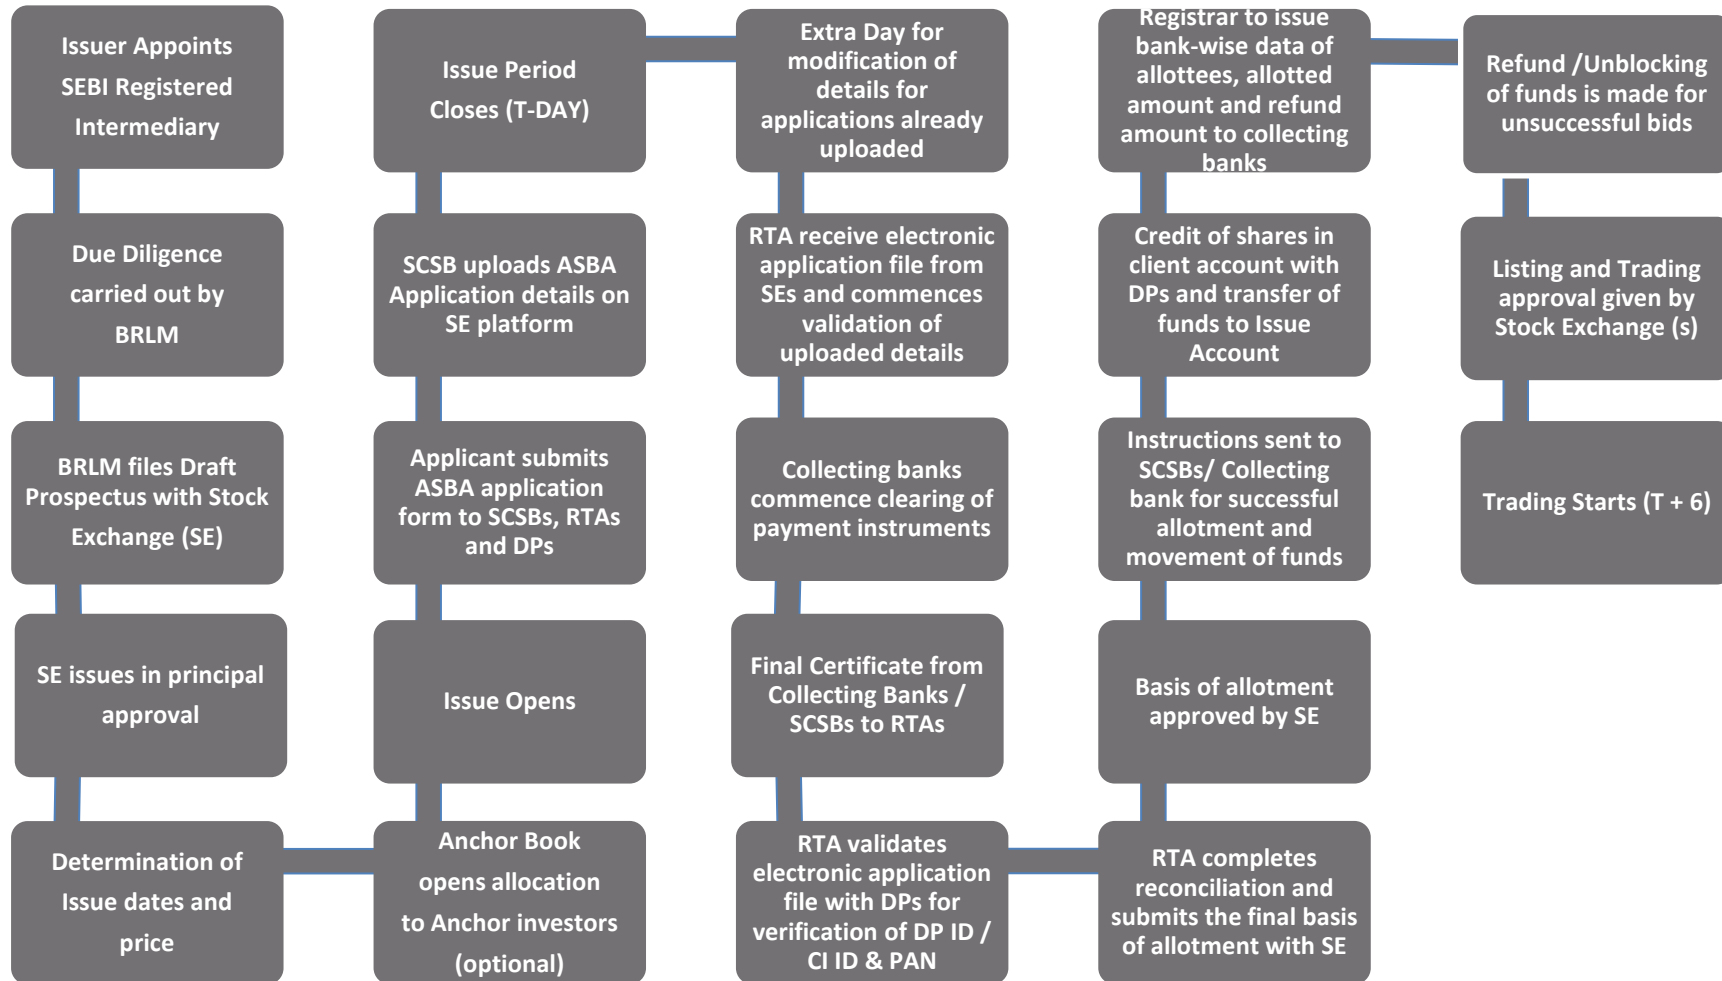 Issuer Appoints
SEBI Registered
Intermediary
Due Diligence
carried out by
BRLM
BRLM files Draft
Prospectus with Stock
Exchange (SE)
SE issues in principal
approval
Determination of
Issue dates and
price
Anchor Book
opens allocation
to Anchor investors
(optional)
Issue Opens
Applicant submits
ASBA application
form to SCSBs, RTAs
and DPs
SCSB uploads ASBA
Application details on
SE platform
Issue Period
Closes (T-DAY)
Extra Day for
modification of
details for
applications already
uploaded
RTA receive electronic
application file from
SEs and commences
validation of
uploaded details
Collecting banks
commence clearing of
payment instruments
Final Certificate from
Collecting Banks /
SCSBs to RTAs
RTA validates
electronic application
file with DPs for
verification of DP ID /
CI ID & PAN
RTA completes
reconciliation and
submits the final basis
of allotment with SE
Basis of allotment
approved by SE
Instructions sent to
SCSBs/ Collecting
bank for successful
allotment and
movement of funds
Credit of shares in
client account with
DPs and transfer of
funds to Issue
Account
Registrar to issue
bank-wise data of
allottees, allotted
amount and refund
amount to collecting
banks
Refund /Unblocking
of funds is made for
unsuccessful bids
Listing and Trading
approval given by
Stock Exchange (s)
Trading Starts (T + 6)